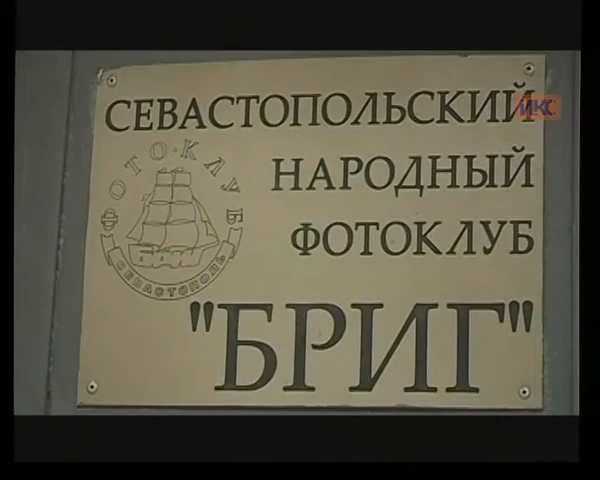 СЕВАСТОПОЛЬСКИЙ
ИКС
НАРОДНЫЙ
ФОТОКЛУБ
"БРИГ"
ФОТО·КЛУБ
БРИГ
СЕВАСТОПОЛЬ